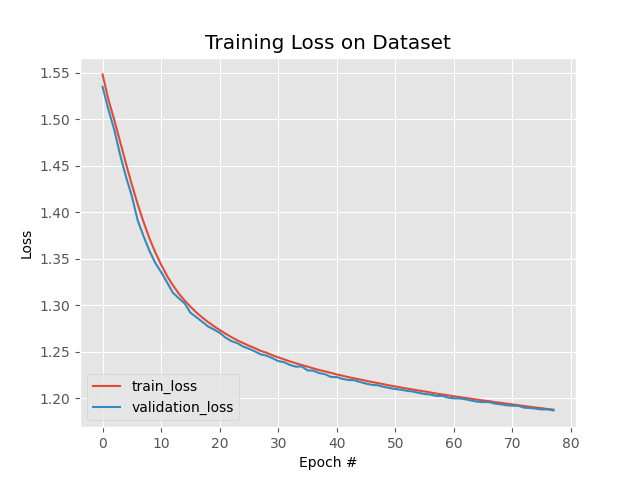 Training Loss on Dataset
1.55
1.50
1.45
1.40
1.35
1.30
1.25
1.20
Loss
train_loss
validation_loss
0 10 20 30 40 50 60 70 80
Epoch #